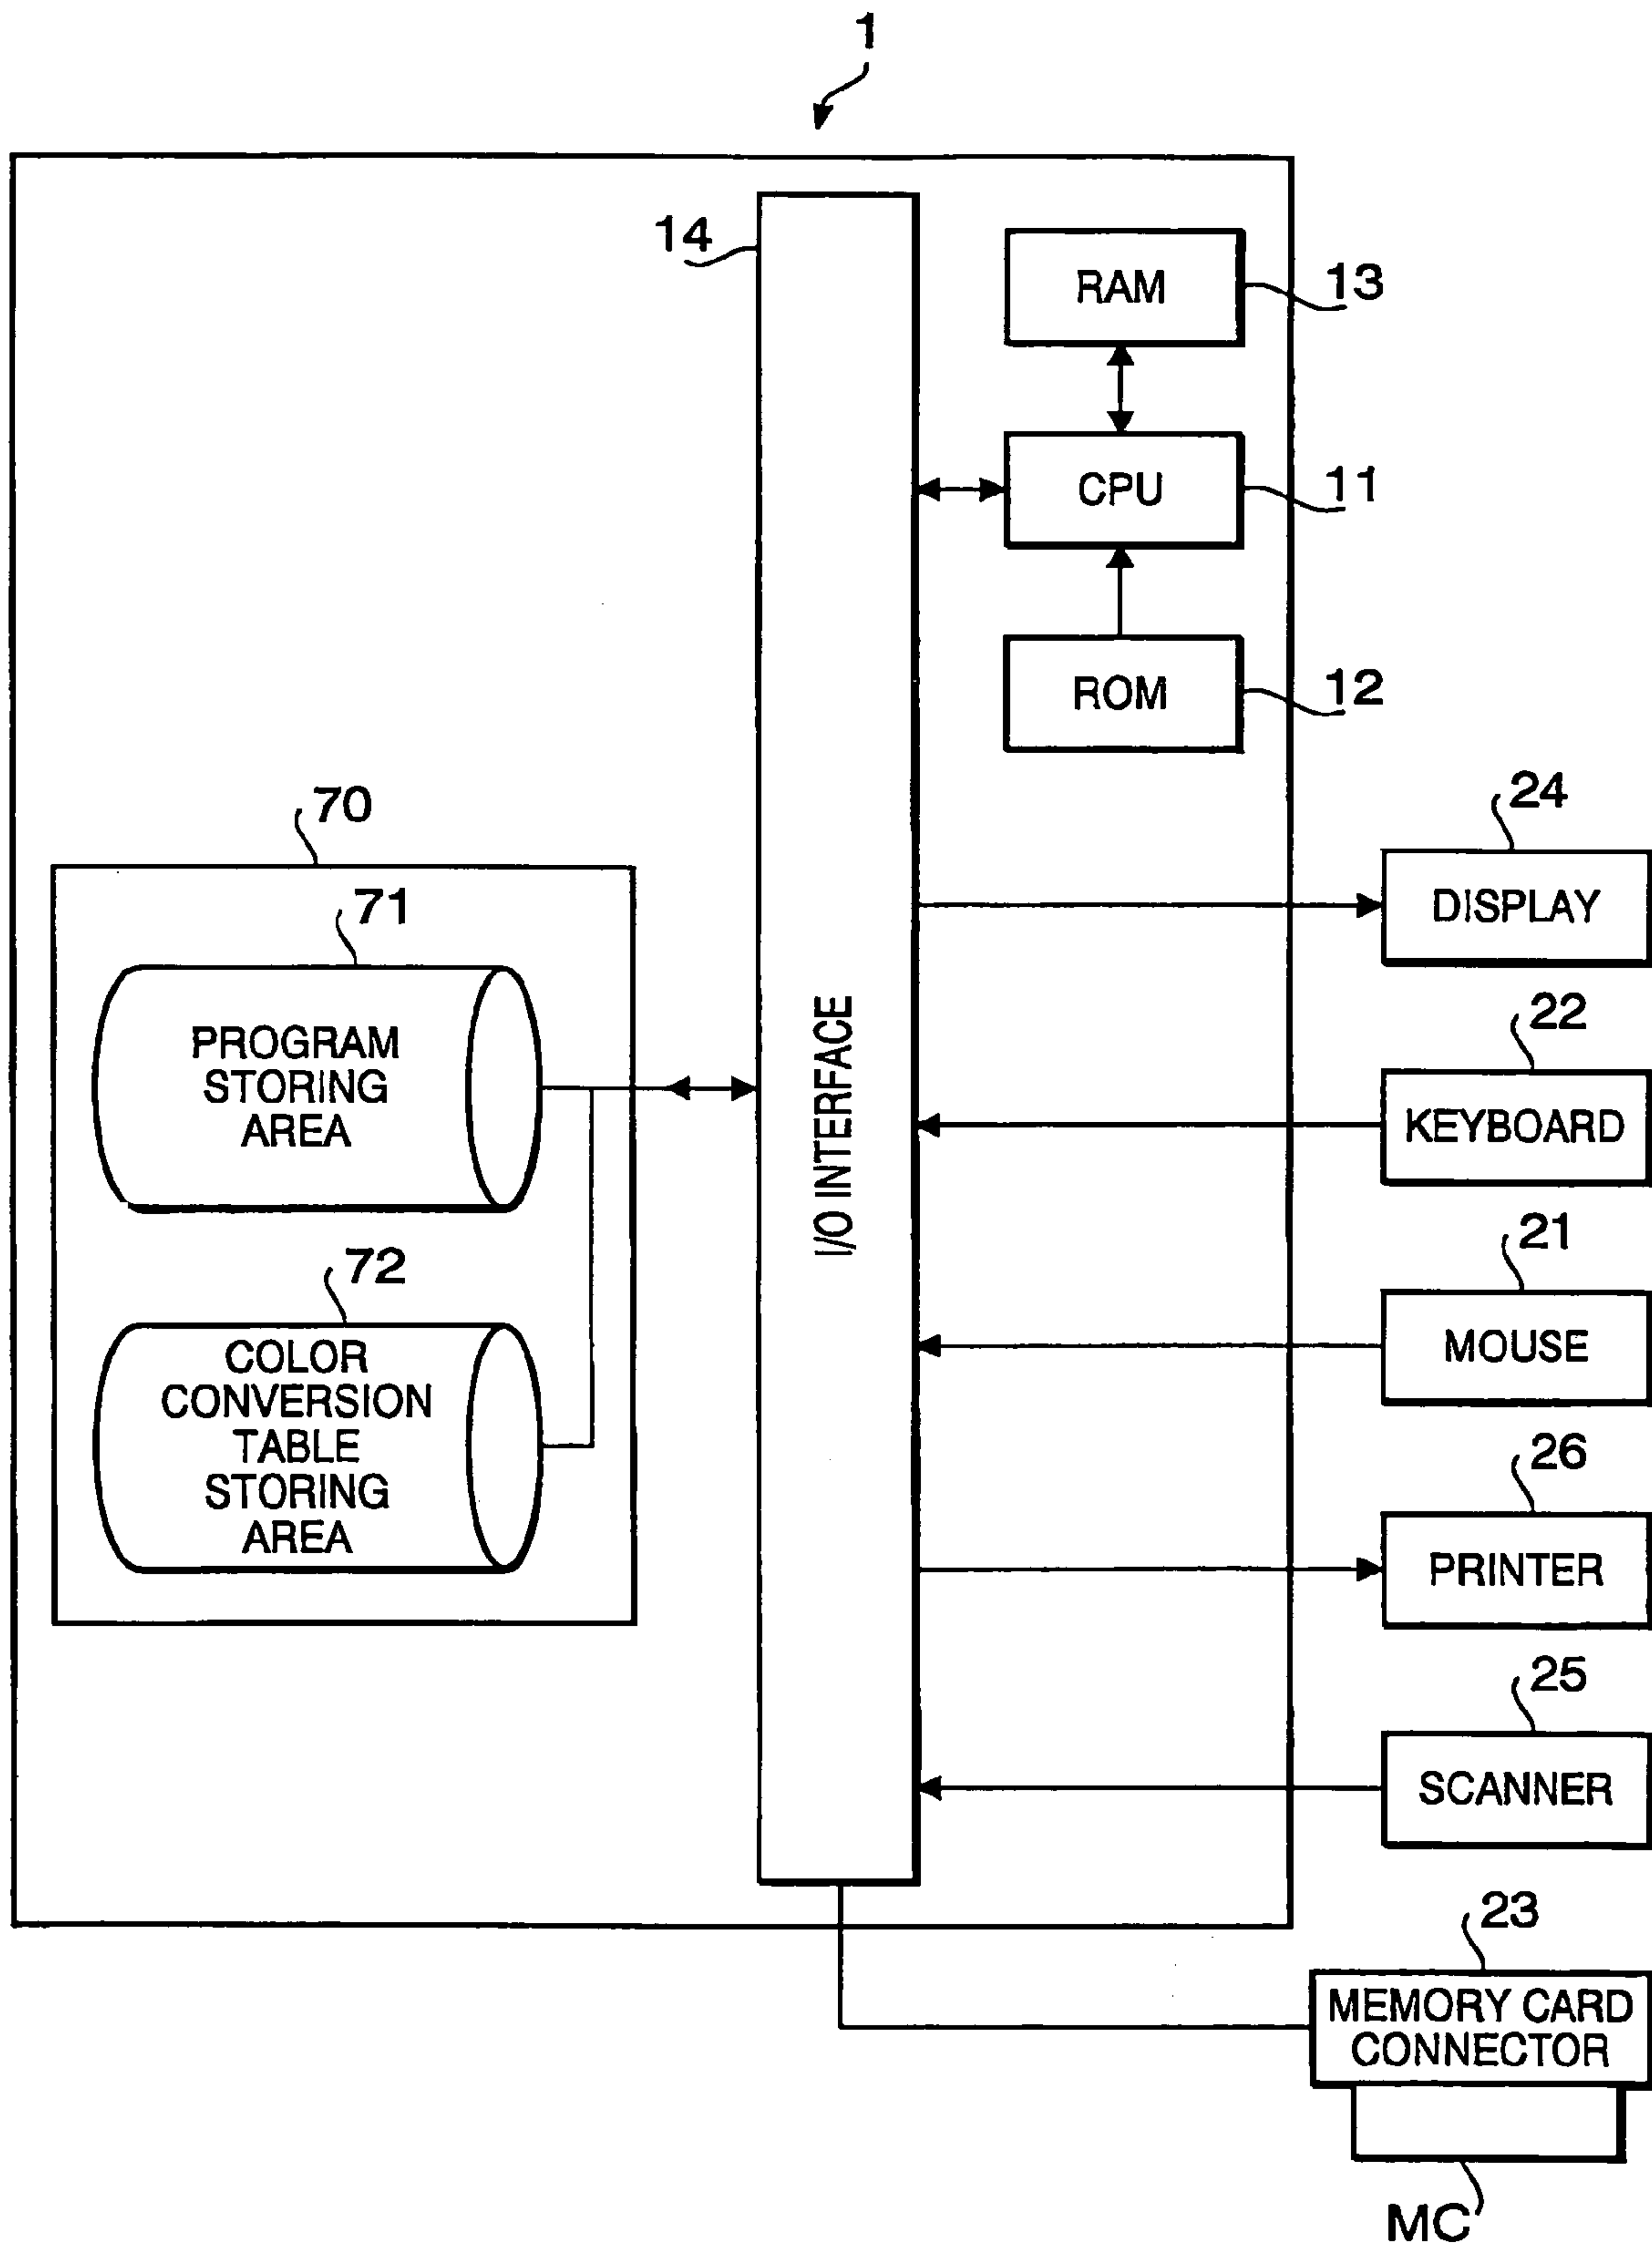 1
14
RAM
13
CPU
11
ROM
12
70
24
DISPLAY
71
PROGRAM
STORING
AREA
22
KEYBOARD
I/O INTERFACE
21
MOUSE
72
COLOR
CONVERSION
TABLE
STORING
AREA
26
PRINTER
25
SCANNER
23
MEMORY CARD
CONNECTOR
MC